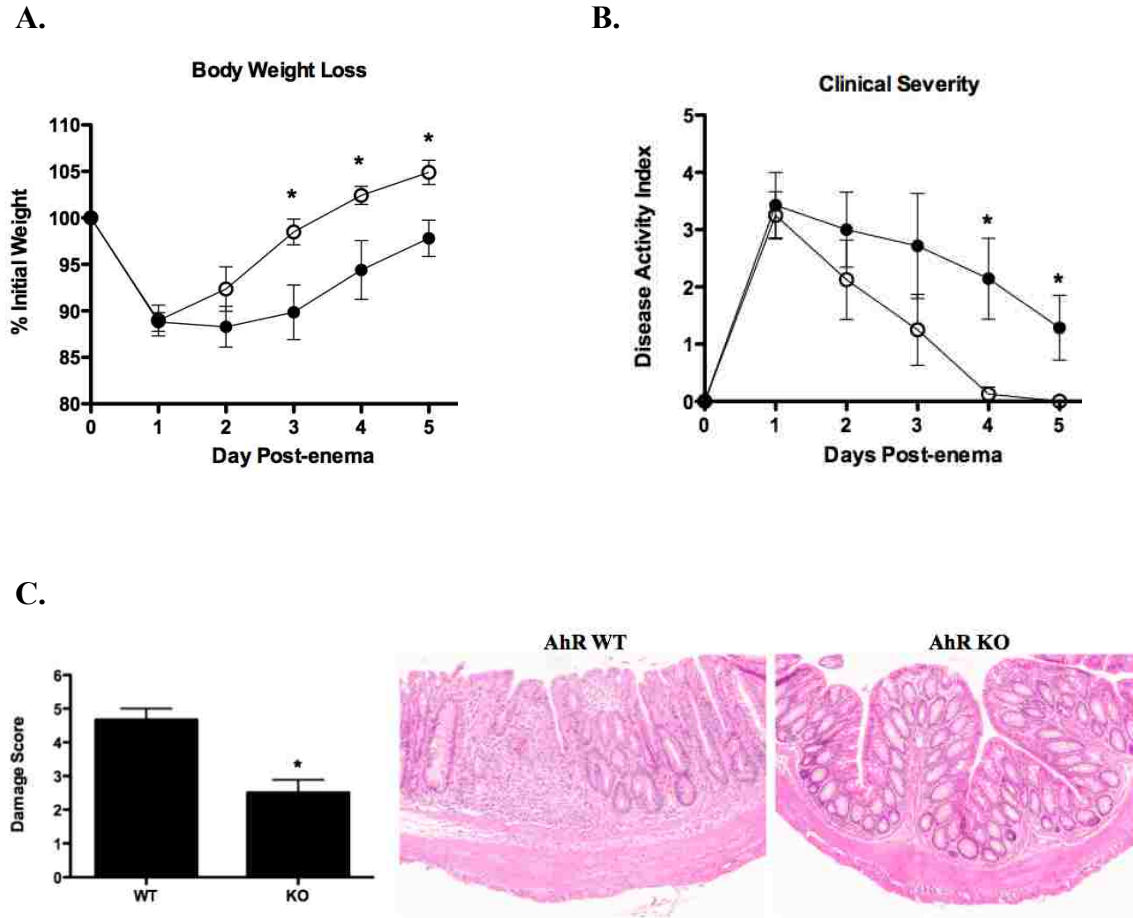 A.
Body Weight Loss
110
105
100
95
90
85
80
% Initial Weight
* * *
0 1 2 3 4 5
Day Post-enema
B.
Clinical Severity
5
4
3
2
1
0
Disease Activity Index
* *
0 1 2 3 4 5
Days Post-enema
C.
6
5
4
3
2
1
0
Damage Score
*
WT KO
AhR WT
AhR KO